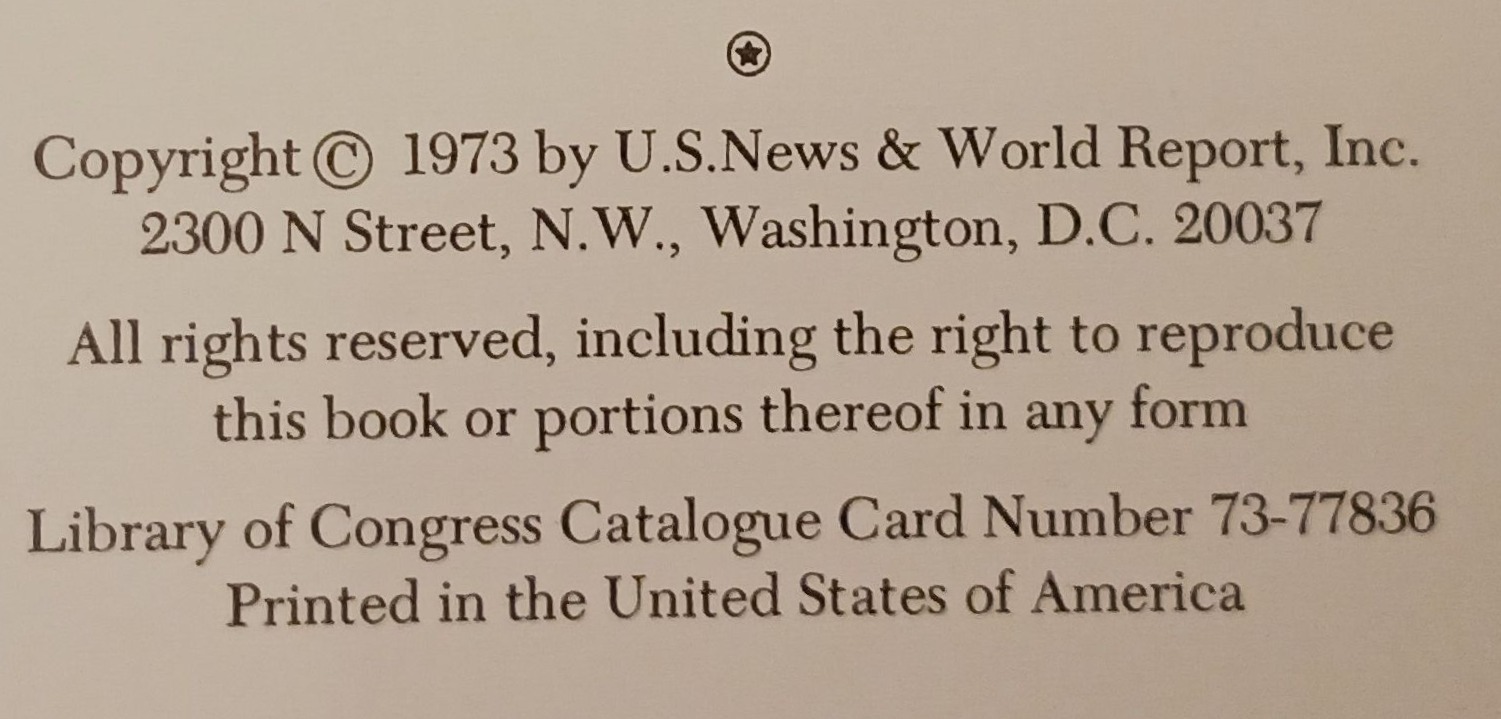 Copyright © 1973 by U.S.News & World Report, Inc.
2300 N Street, N.W., Washington, D.C. 20037
All rights reserved, including the right to reproduce
this book or portions thereof in any form
Library of Congress Catalogue Card Number 73-77836
Printed in the United States of America